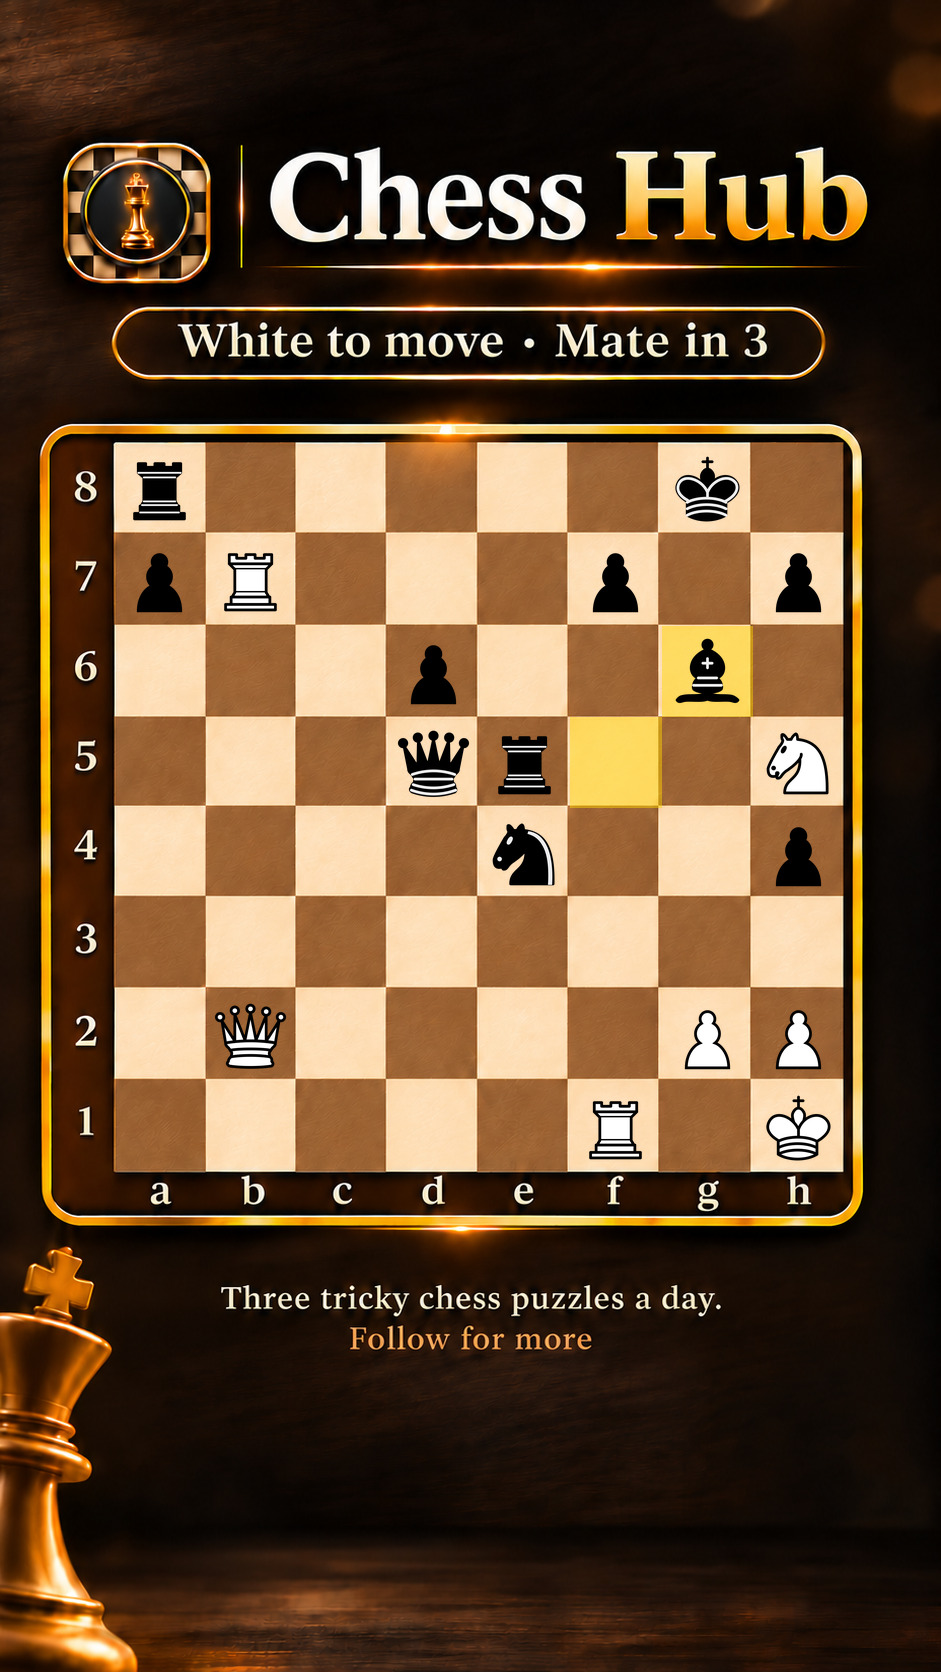 Chess Hub
White to move • Mate in 3
8
7
6
5
4
3
2
1
a b c d e f g h
Three tricky chess puzzles a day.
Follow for more